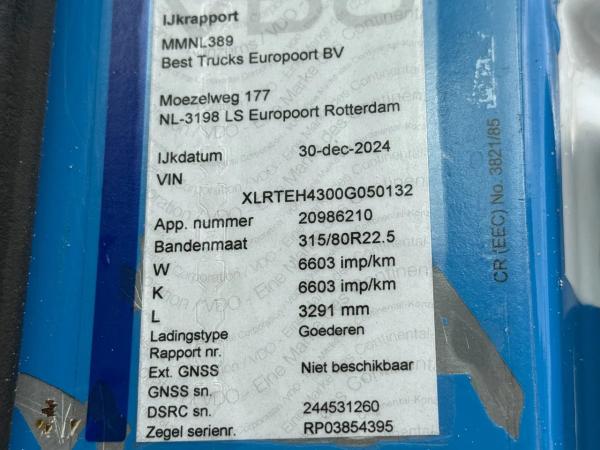 VDO
IJkrapport
MMNL389
Best Trucks Europoort BV
Moezelweg 177
NL-3198 LS Europoort Rotterdam
IJkdatum 30-dec-2024
VIN
XLRTEH4300G050132
App. nummer 20986210
Bandenmaat 315/80R22.5
W 6603 imp/km
K 6603 imp/km
L 3291 mm
Ladingstype Goederen
Rapport nr.
Ext. GNSS Niet beschikbaar
GNSS sn.
DSRC sn. 244531260
Zegel serienr. RP03854395
CR (EEC) No. 3821/85